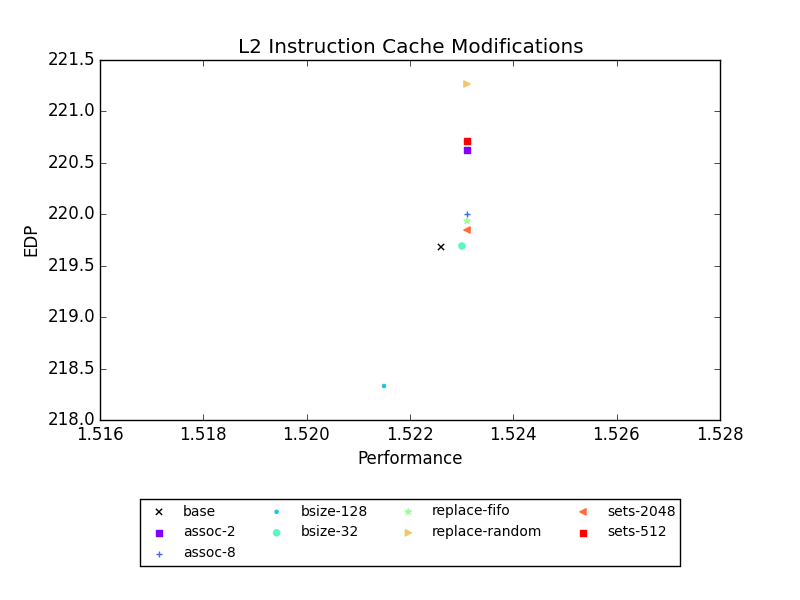 L2 Instruction Cache Modifications
221.5
221.0
220.5
220.0
219.5
219.0
218.5
218.0
EDP
1.516 1.518 1.520 1.522 1.524 1.526 1.528
Performance
base bsize-128 replace-fifo sets-2048
assoc-2 bsize-32 replace-random sets-512
assoc-8